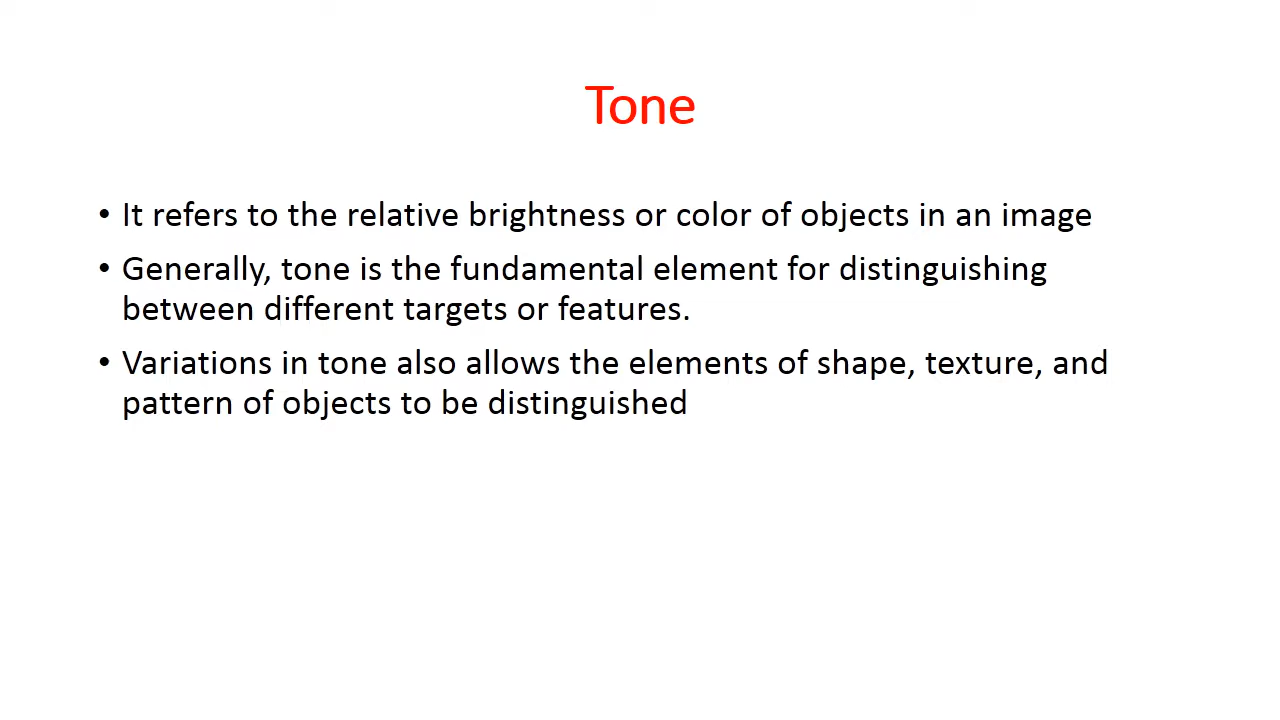 Tone
• It refers to the relative brightness or color of objects in an image
• Generally, tone is the fundamental element for distinguishing
between different targets or features.
• Variations in tone also allows the elements of shape, texture, and
pattern of objects to be distinguished